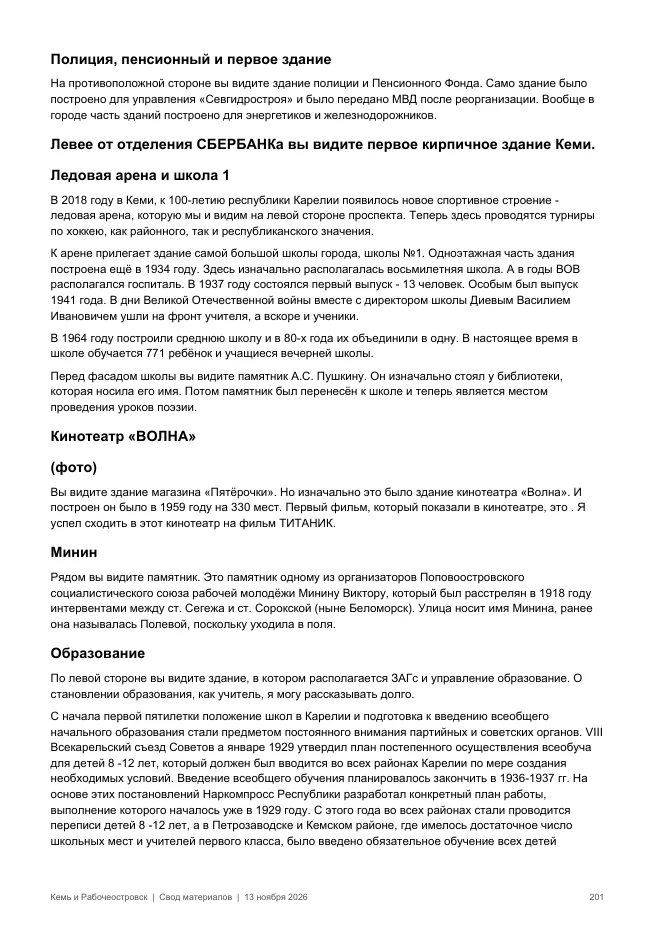 Полиция, пенсионный и первое здание
На противоположной стороне вы видите здание полиции и Пенсионного Фонда. Само здание было
построено для управления «Севгидростроя» и было передано МВД после реорганизации. Вообще в
городе часть зданий построено для энергетиков и железнодорожников.
Левее от отделения СБЕРБАНКа вы видите первое кирпичное здание Кеми.
Ледовая арена и школа 1
В 2018 году в Кеми, к 100-летию республики Карелии появилось новое спортивное строение -
ледовая арена, которую мы и видим на левой стороне проспекта. Теперь здесь проводятся турниры
по хоккею, как районного, так и республиканского значения.
К арене прилегает здание самой большой школы города, школы №1. Одноэтажная часть здания
построена ещё в 1934 году. Здесь изначально располагалась восьмилетняя школа. А в годы ВОВ
располагался госпиталь. В 1937 году состоялся первый выпуск - 13 человек. Особым был выпуск
1941 года. В дни Великой Отечественной войны вместе с директором школы Диевым Василием
Ивановичем ушли на фронт учителя, а вскоре и ученики.
В 1964 году построили среднюю школу и в 80-х года их объединили в одну. В настоящее время в
школе обучается 771 ребёнок и учащиеся вечерней школы.
Перед фасадом школы вы видите памятник А.С. Пушкину. Он изначально стоял у библиотеки,
которая носила его имя. Потом памятник был перенесён к школе и теперь является местом
проведения уроков поэзии.
Кинотеатр «ВОЛНА»
(фото)
Вы видите здание магазина «Пятёрочки». Но изначально это было здание кинотеатра «Волна». И
построен он было в 1959 году на 330 мест. Первый фильм, который показали в кинотеатре, это . Я
успел сходить в этот кинотеатр на фильм ТИТАНИК.
Минин
Рядом вы видите памятник. Это памятник одному из организаторов Поповоостровского
социалистического союза рабочей молодёжи Минину Виктору, который был расстрелян в 1918 году
интервентами между ст. Сегежа и ст. Сорокской (ныне Беломорск). Улица носит имя Минина, ранее
она называлась Полевой, поскольку уходила в поля.
Образование
По левой стороне вы видите здание, в котором располагается ЗАГс и управление образование. О
становлении образования, как учитель, я могу рассказывать долго.
С начала первой пятилетки положение школ в Карелии и подготовка к введению всеобщего
начального образования стали предметом постоянного внимания партийных и советских органов. VIII
Всекарельский съезд Советов а январе 1929 утвердил план постепенного осуществления всеобуча
для детей 8 -12 лет, который должен был вводится во всех районах Карелии по мере создания
необходимых условий. Введение всеобщего обучения планировалось закончить в 1936-1937 гг. На
основе этих постановлений Наркомпросс Республики разработал конкретный план работы,
выполнение которого началось уже в 1929 году. С этого года во всех районах стали проводится
переписи детей 8 -12 лет, а в Петрозаводске и Кемском районе, где имелось достаточное число
школьных мест и учителей первого класса, было введено обязательное обучение всех детей
Кемь и Рабочеостровск | Свод материалов | 13 ноября 2026 201